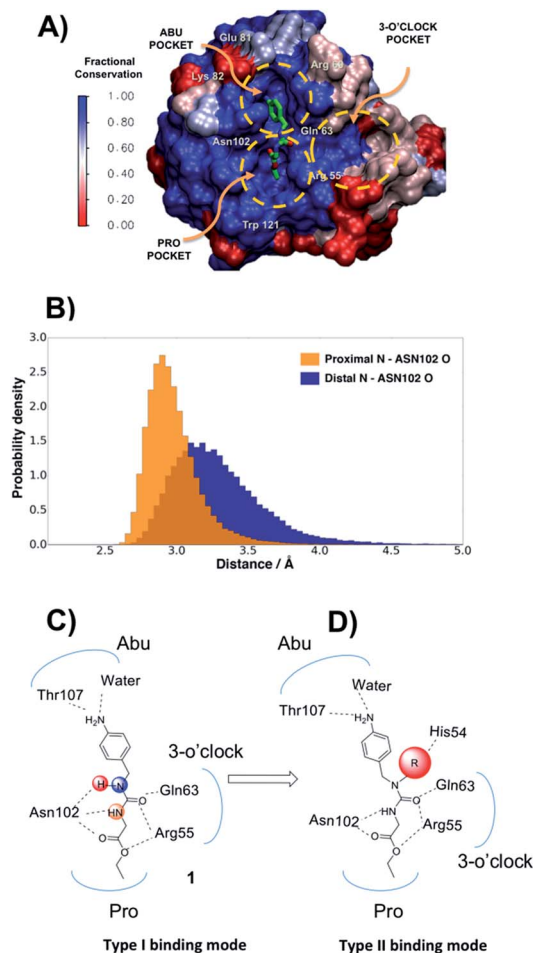 A)
ABU
POCKET
Glu 81
3-O'CLOCK
POCKET
Fractional
Conservation
Lys 82
1.00
0.80
0.60
0.40
0.20
0.00
Asn102
Gln 63
Arg 55
Trp 121
PRO
POCKET
B)
Probability density
3.0
2.5
2.0
1.5
1.0
0.5
0.0
Proximal N - ASN102 O
Distal N - ASN102 O
2.5 3.0 3.5 4.0 4.5 5.0
Distance / Å
C)
Abu
Water
Thr107
H₂N
3-o'clock
H N
Gln63
Asn102
HN
O
Arg55
O
O
1
Pro
Type I binding mode
D)
Abu
Water
Thr107
NH₂
His54
R
N
Gln63
HN
O
Asn102
Arg55
O
O
3-o'clock
Pro
Type II binding mode